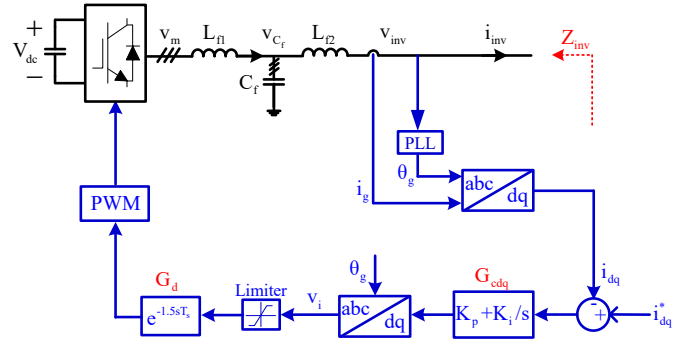 +
V_dc
−
v_m
L_f1
v_Cf
L_f2
v_inv
i_inv
Z_inv
C_f
PLL
θ_g
i_g
abc
dq
PWM
G_d
e^-1.5sT_s
Limiter
v_i
θ_g
abc
dq
G_cdq
K_p+K_i/s
i_dq
-
+
i*_dq